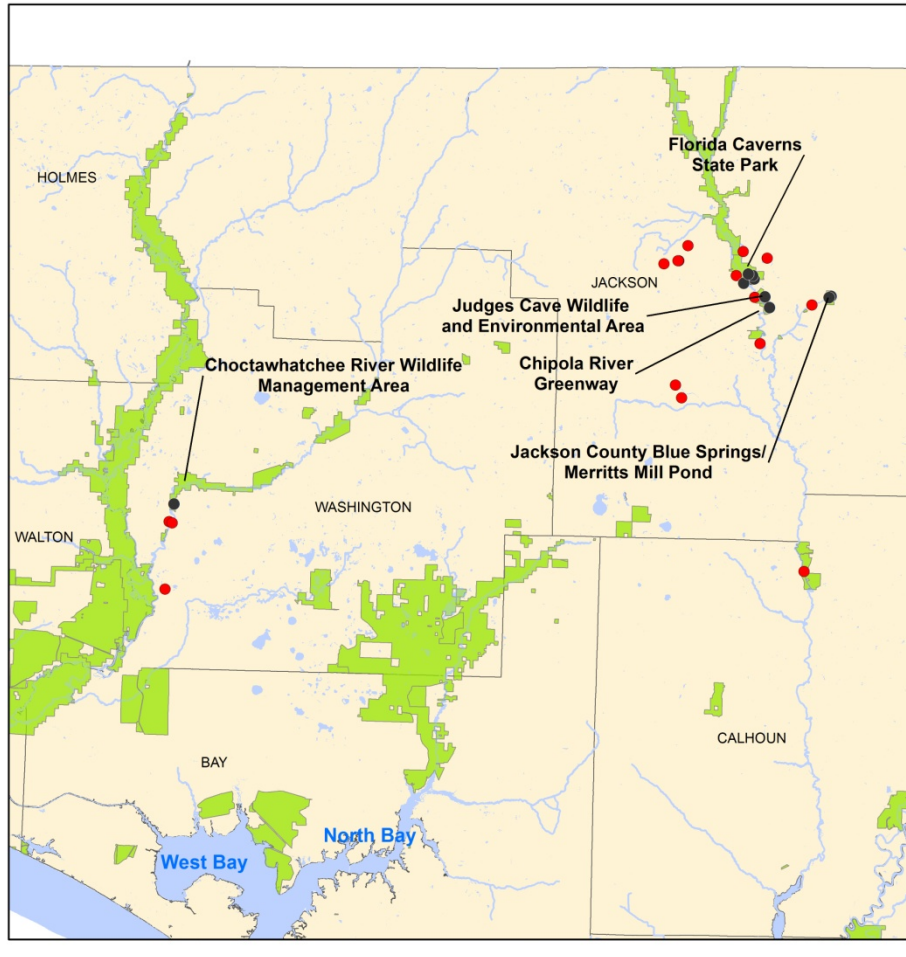 Florida Caverns
State Park
HOLMES
JACKSON
Judges Cave Wildlife
and Environmental Area
Choctawhatchee River Wildlife
Management Area
Chipola River
Greenway
Jackson County Blue Springs/
Merritts Mill Pond
WASHINGTON
WALTON
CALHOUN
BAY
North Bay
West Bay